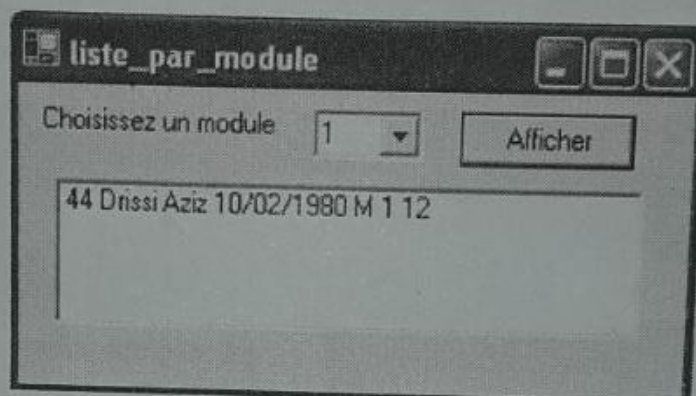 liste_par_module
Choisissez un module 1 Afficher
44 Drissi Aziz 10/02/1980 M 1 12